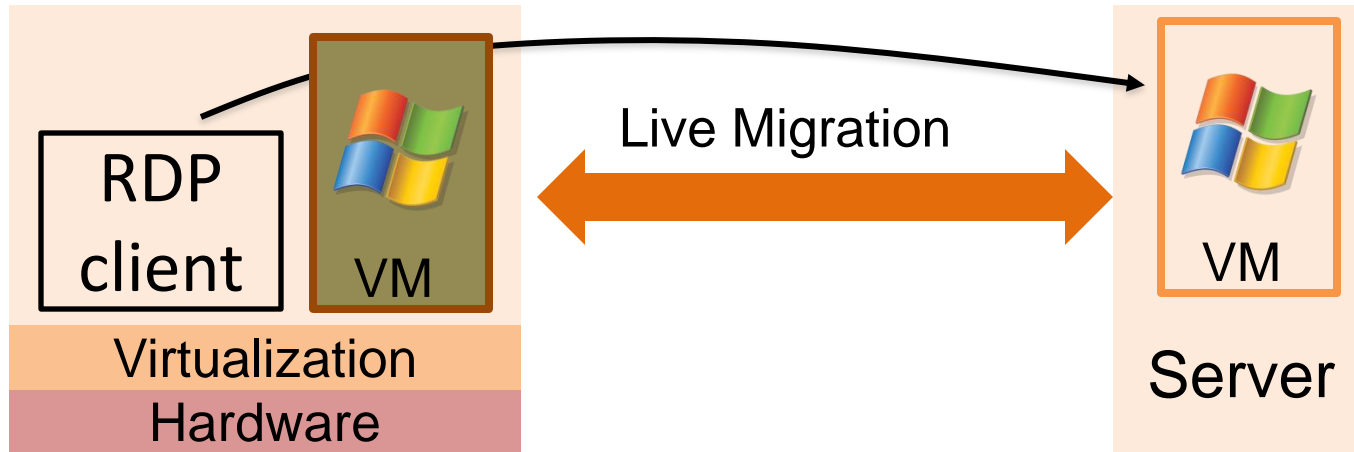 RDP
client
VM
Virtualization
Hardware
Live Migration
VM
Server